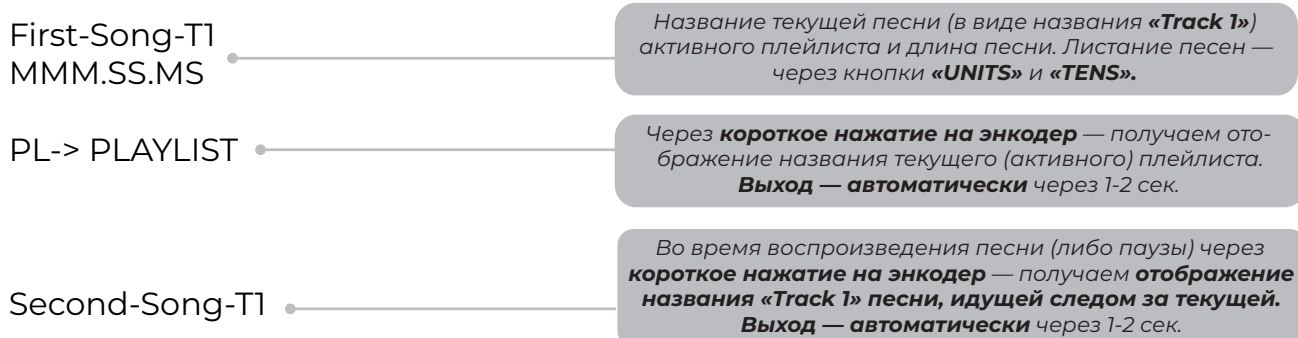 First-Song-T1
MMM.SS.MS
Название текущей песни (в виде названия «Track 1»)
активного плейлиста и длина песни. Листание песен —
через кнопки «UNITS» и «TENS».
PL-> PLAYLIST
Через короткое нажатие на энкодер — получаем ото-
бражение названия текущего (активного) плейлиста.
Выход — автоматически через 1-2 сек.
Second-Song-T1
Во время воспроизведения песни (либо паузы) через
короткое нажатие на энкодер — получаем отображение
названия «Track 1» песни, идущей следом за текущей.
Выход — автоматически через 1-2 сек.